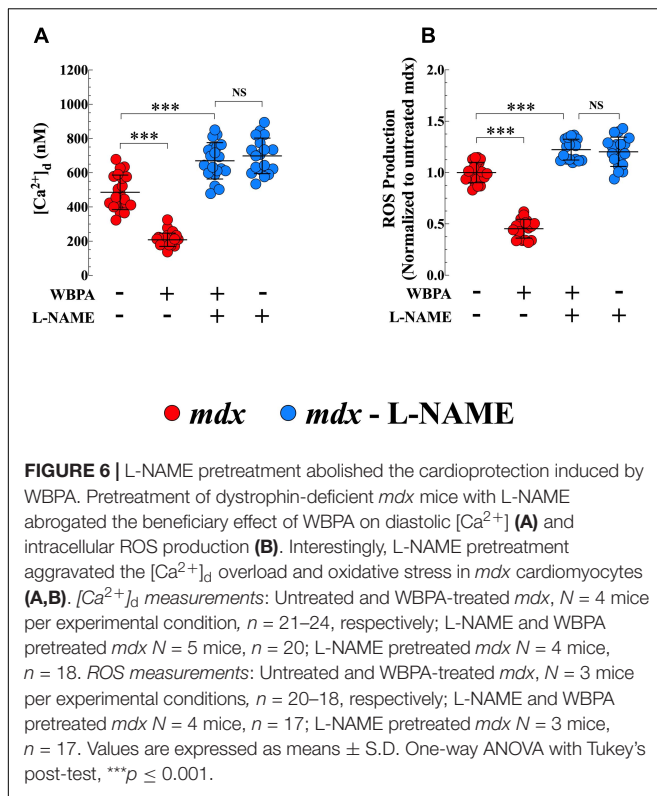 A
B
1200
1000
800
600
400
200
0
[Ca²⁺]d (nM)
***
***
NS
2.0
1.5
1.0
0.5
0.0
ROS Production
(Normalized to untreated mdx)
***
***
NS
WBPA - + + -
L-NAME - - + +
WBPA - + + -
L-NAME - - + +
mdx mdx - L-NAME
FIGURE 6 | L-NAME pretreatment abolished the cardioprotection induced by
WBPA. Pretreatment of dystrophin-deficient mdx mice with L-NAME
abrogated the beneficiary effect of WBPA on diastolic [Ca²⁺] (A) and
intracellular ROS production (B). Interestingly, L-NAME pretreatment
aggravated the [Ca²⁺]d overload and oxidative stress in mdx cardiomyocytes
(A,B). [Ca²⁺]d measurements: Untreated and WBPA-treated mdx, N = 4 mice
per experimental condition, n = 21–24, respectively; L-NAME and WBPA
pretreated mdx N = 5 mice, n = 20; L-NAME pretreated mdx N = 4 mice,
n = 18. ROS measurements: Untreated and WBPA-treated mdx, N = 3 mice
per experimental conditions, n = 20–18, respectively; L-NAME and WBPA
pretreated mdx N = 4 mice, n = 17; L-NAME pretreated mdx N = 3 mice,
n = 17. Values are expressed as means ± S.D. One-way ANOVA with Tukey's
post-test, ***p ≤ 0.001.